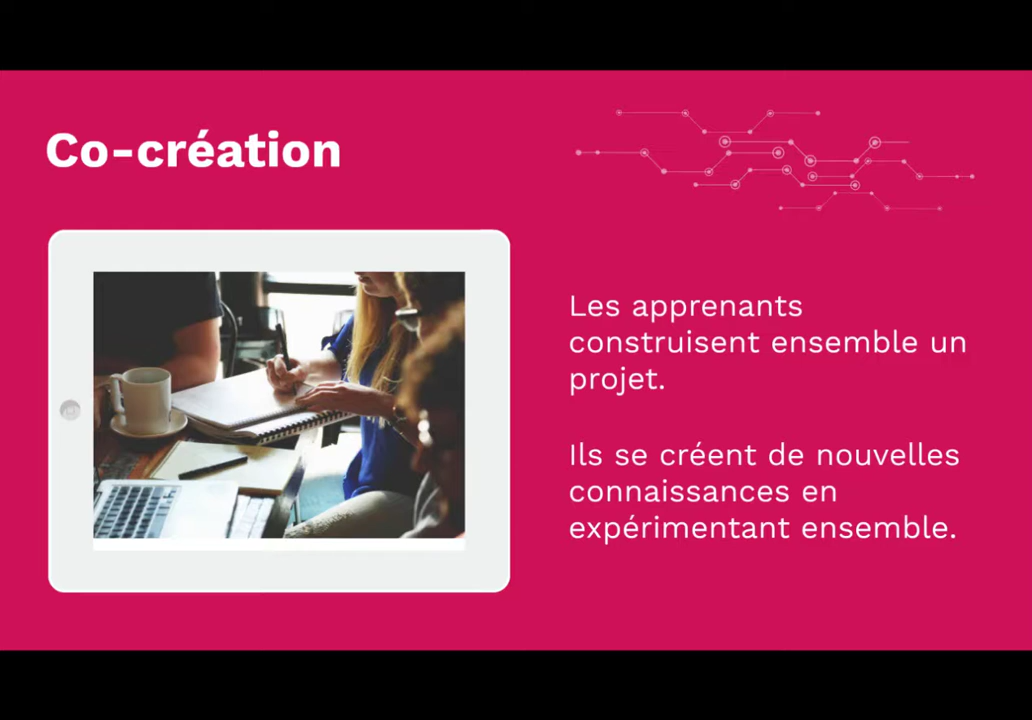 Co-création
Les apprenants
construisent ensemble un
projet.
Ils se créent de nouvelles
connaissances en
expérimentant ensemble.